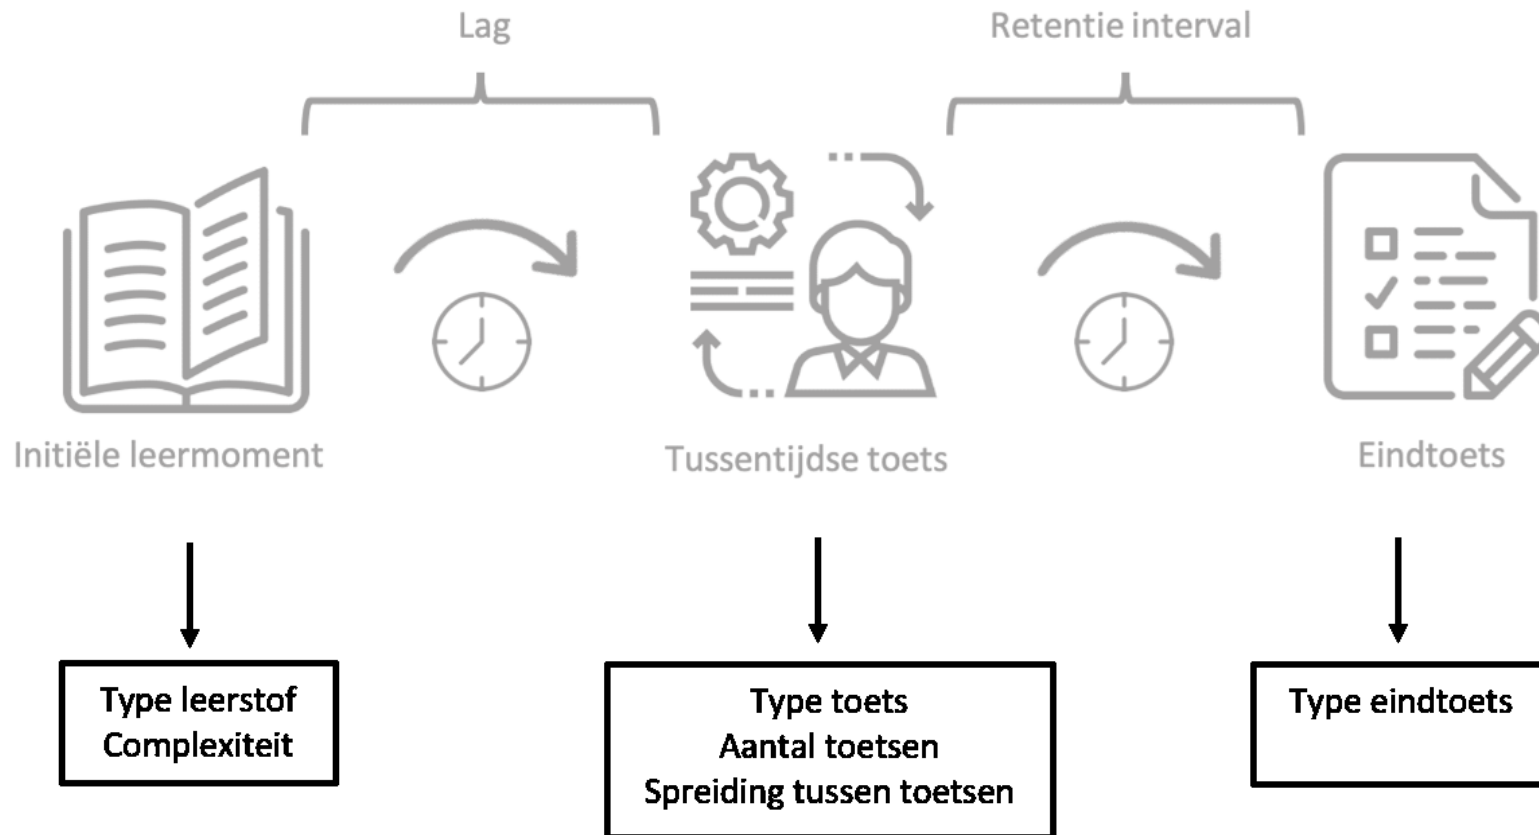 Lag
Retentie interval
Initiële leermoment
Tussentijdse toets
Eindtoets
Type leerstof
Complexiteit
Type toets
Aantal toetsen
Spreiding tussen toetsen
Type eindtoets